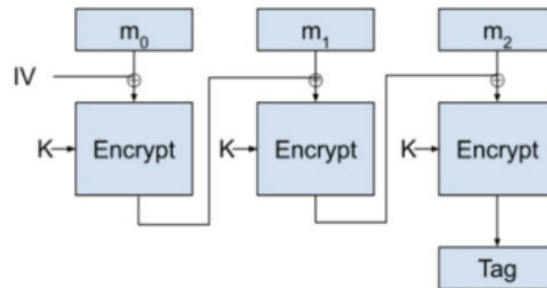 m₀ m₁ m₂
IV
K Encrypt K Encrypt K Encrypt
Tag